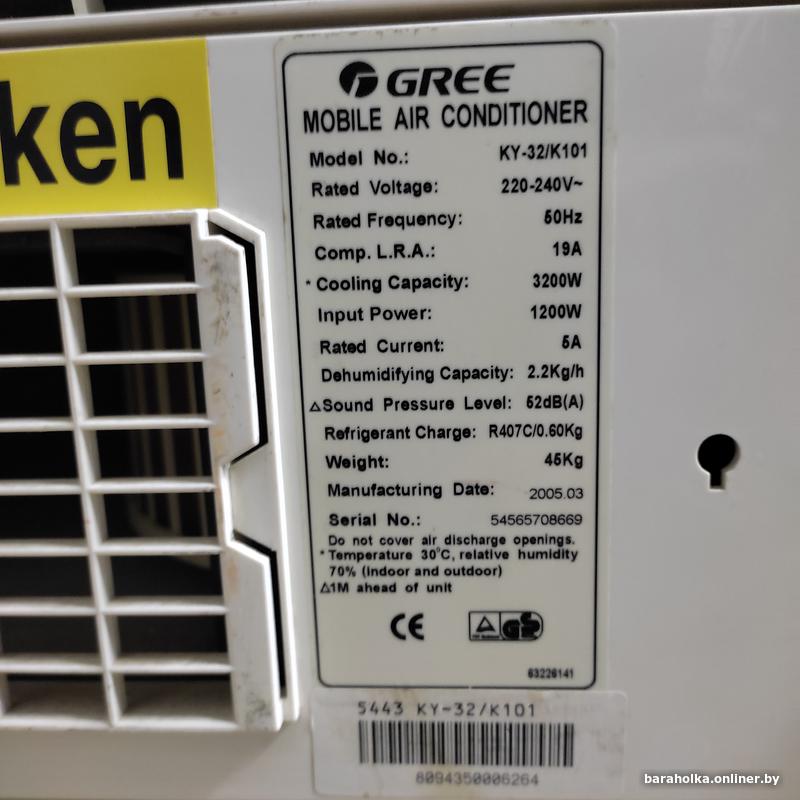 ken
GREE
MOBILE AIR CONDITIONER
Model No.: KY-32/K101
Rated Voltage: 220-240V~
Rated Frequency: 50Hz
Comp. L.R.A.: 19A
* Cooling Capacity: 3200W
Input Power: 1200W
Rated Current: 5A
Dehumidifying Capacity: 2.2Kg/h
△Sound Pressure Level: 52dB(A)
Refrigerant Charge: R407C/0.60Kg
Weight: 45Kg
Manufacturing Date: 2005.03
Serial No.: 54565708669
Do not cover air discharge openings.
* Temperature 30°C, relative humidity
70% (indoor and outdoor)
△1M ahead of unit
CE GS
63226141
5443 KY-32/K101
8094350006264
baraholka.onliner.by